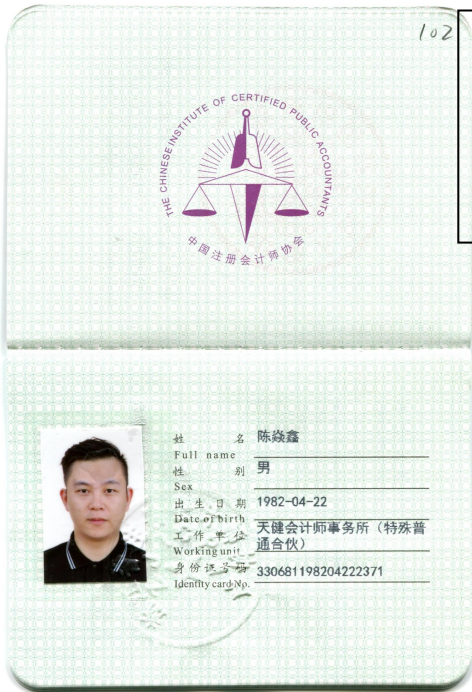 102
THE CHINESE INSTITUTE OF CERTIFIED PUBLIC ACCOUNTANTS
中国注册会计师协会
姓 名 陈焱鑫
Full name
性 别 男
Sex
出生日期 1982-04-22
Date of birth
工作单位 天健会计师事务所（特殊普
Working unit 通合伙）
身份证号码 330681198204222371
Identity card No.